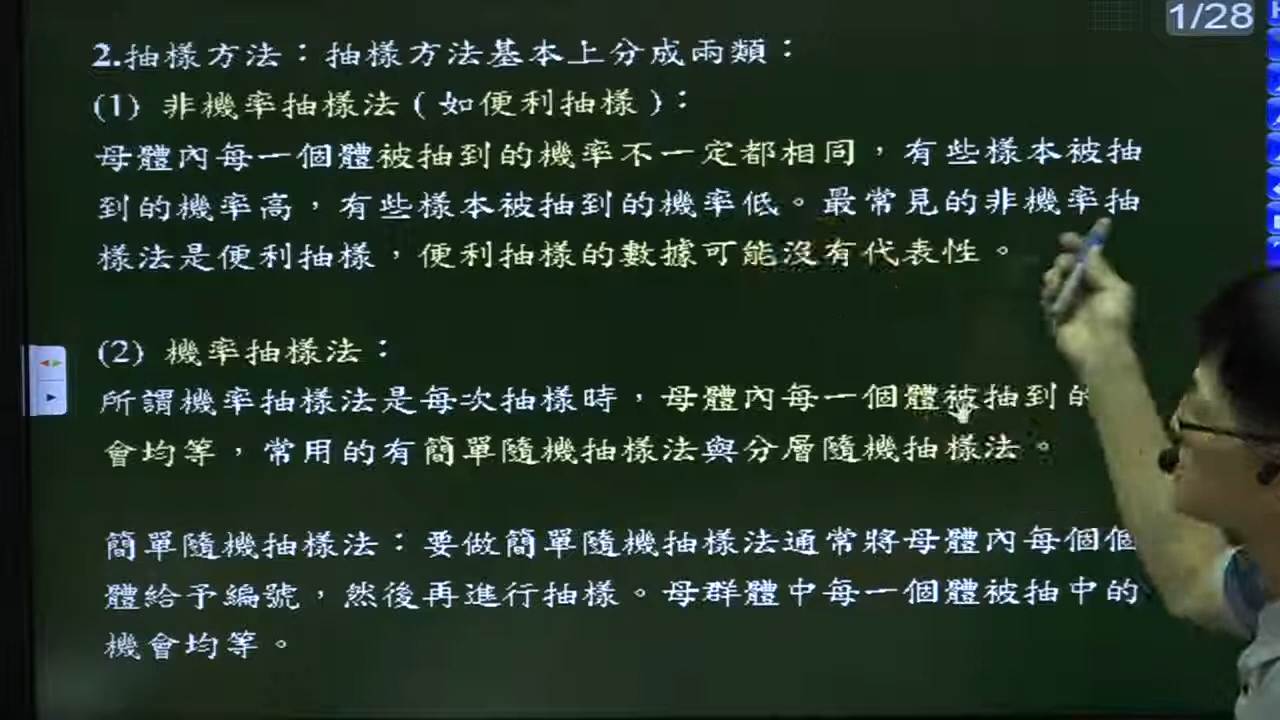 1/28
2.抽樣方法：抽樣方法基本上分成兩類：
(1) 非機率抽樣法（如便利抽樣）：
母體內每一個體被抽到的機率不一定都相同，有些樣本被抽
到的機率高，有些樣本被抽到的機率低。最常見的非機率抽
樣法是便利抽樣，便利抽樣的數據可能沒有代表性。
(2) 機率抽樣法：
所謂機率抽樣法是每次抽樣時，母體內每一個體被抽到的
會均等，常用的有簡單隨機抽樣法與分層隨機抽樣法。
簡單隨機抽樣法：要做簡單隨機抽樣法通常將母體內每個個
體給予編號，然後再進行抽樣。母群體中每一個體被抽中的
機會均等。